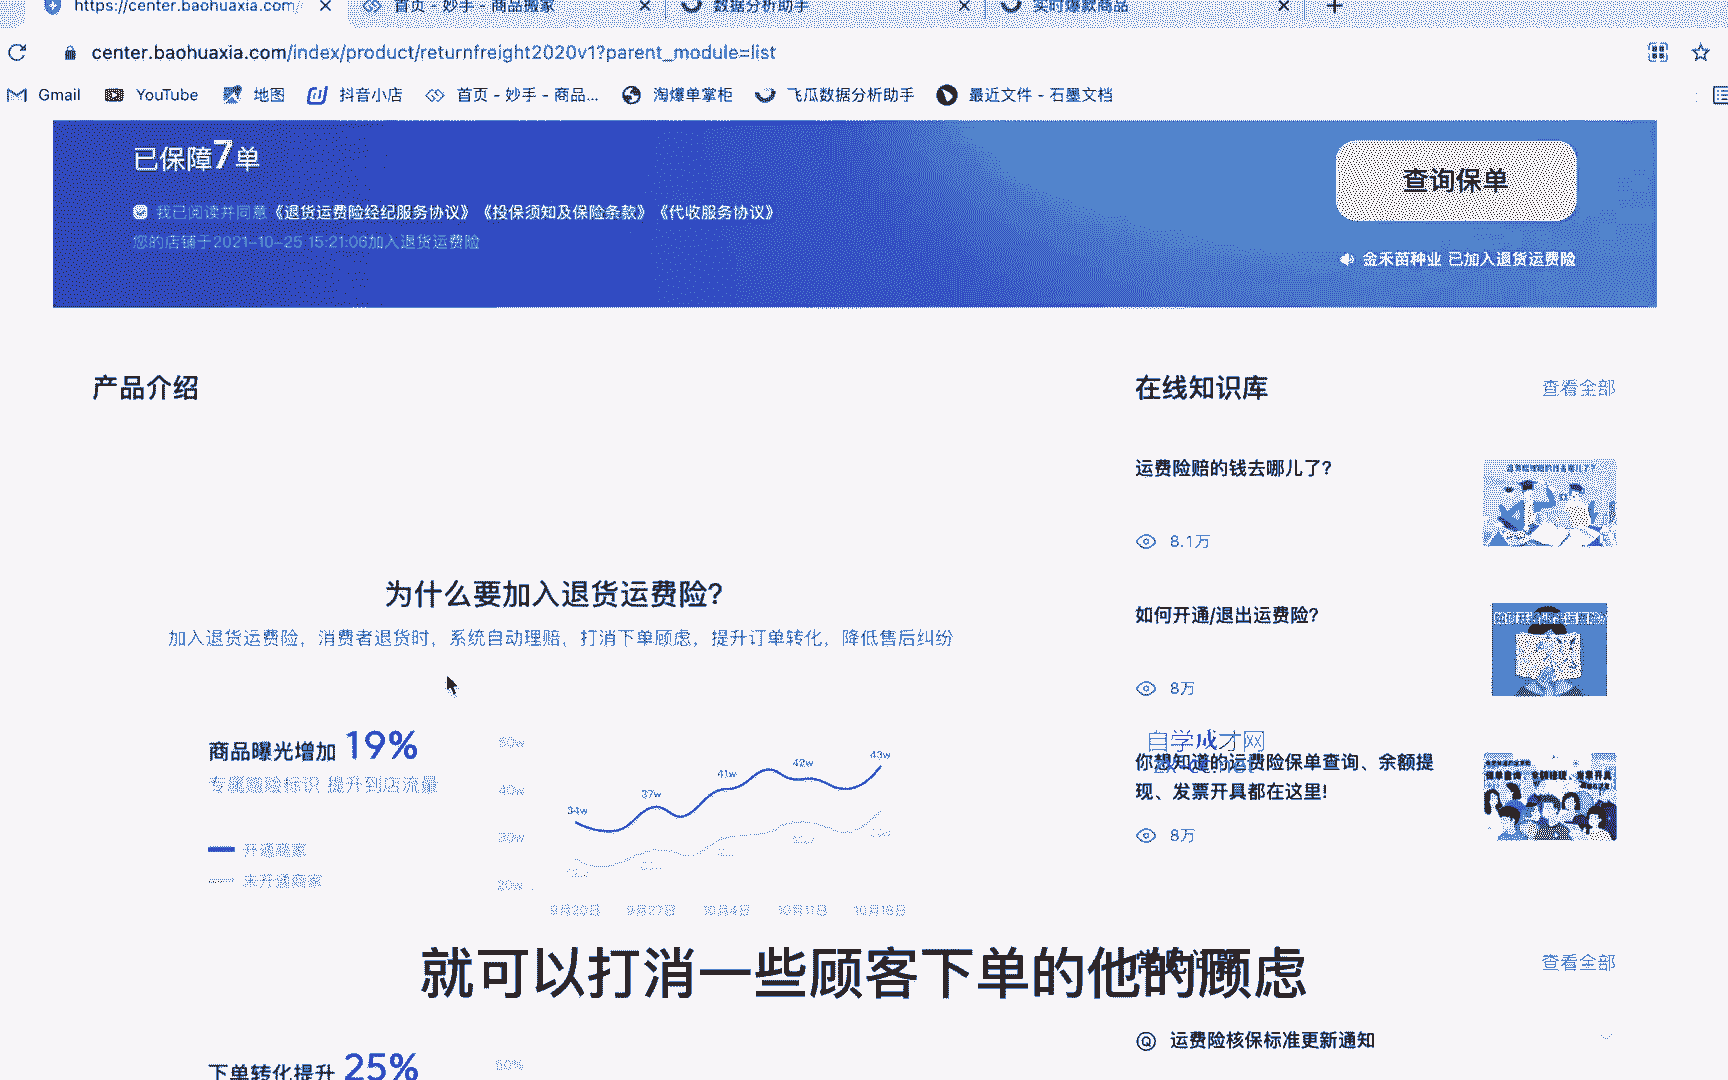 https://center.baohuaxia.com/
首页 - 妙手 - 商品搬家
数据分析助手
实时爆款商品
center.baohuaxia.com/index/product/returnfreight2020v1?parent_module=list
Gmail
YouTube
地图
抖音小店
首页 - 妙手 - 商品...
淘爆单掌柜
飞瓜数据分析助手
最近文件 - 石墨文档
已保障7单
我已阅读并同意《退货运费险经纪服务协议》《投保须知及保险条款》《代收服务协议》
您的店铺于2021-10-25 15:21:06加入退货运费险
查询保单
金禾苗种业 已加入退货运费险
产品介绍
为什么要加入退货运费险?
加入退货运费险，消费者退货时，系统自动理赔，打消下单顾虑，提升订单转化，降低售后纠纷
商品曝光增加 19%
专属赠险标识 提升到店流量
开通商家
未开通商家
50w
40w
30w
20w
34w
37w
41w
42w
43w
9月20日
9月27日
10月4日
10月11日
10月18日
下单转化提升 25%
50%
在线知识库
查看全部
运费险赔的钱去哪儿了?
8.1万
如何开通/退出运费险?
8万
自学成才网
zx-cc.net
你想知道的运费险保单查询、余额提
现、发票开具都在这里!
8万
查看全部
运费险核保标准更新通知
就可以打消一些顾客下单的他的顾虑